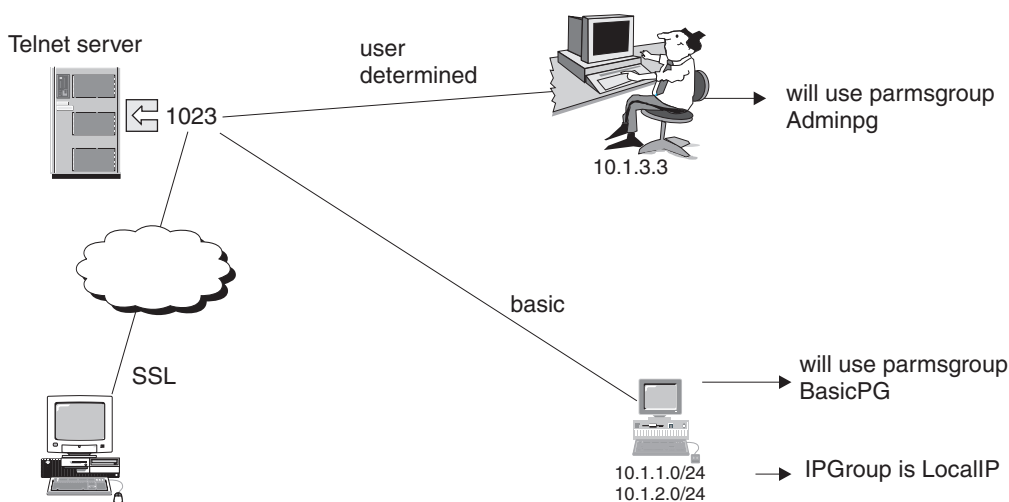 Telnet server
user
determined
1023
will use parmsgroup
Adminpg
10.1.3.3
basic
SSL
will use parmsgroup
BasicPG
10.1.1.0/24
10.1.2.0/24
IPGroup is LocalIP